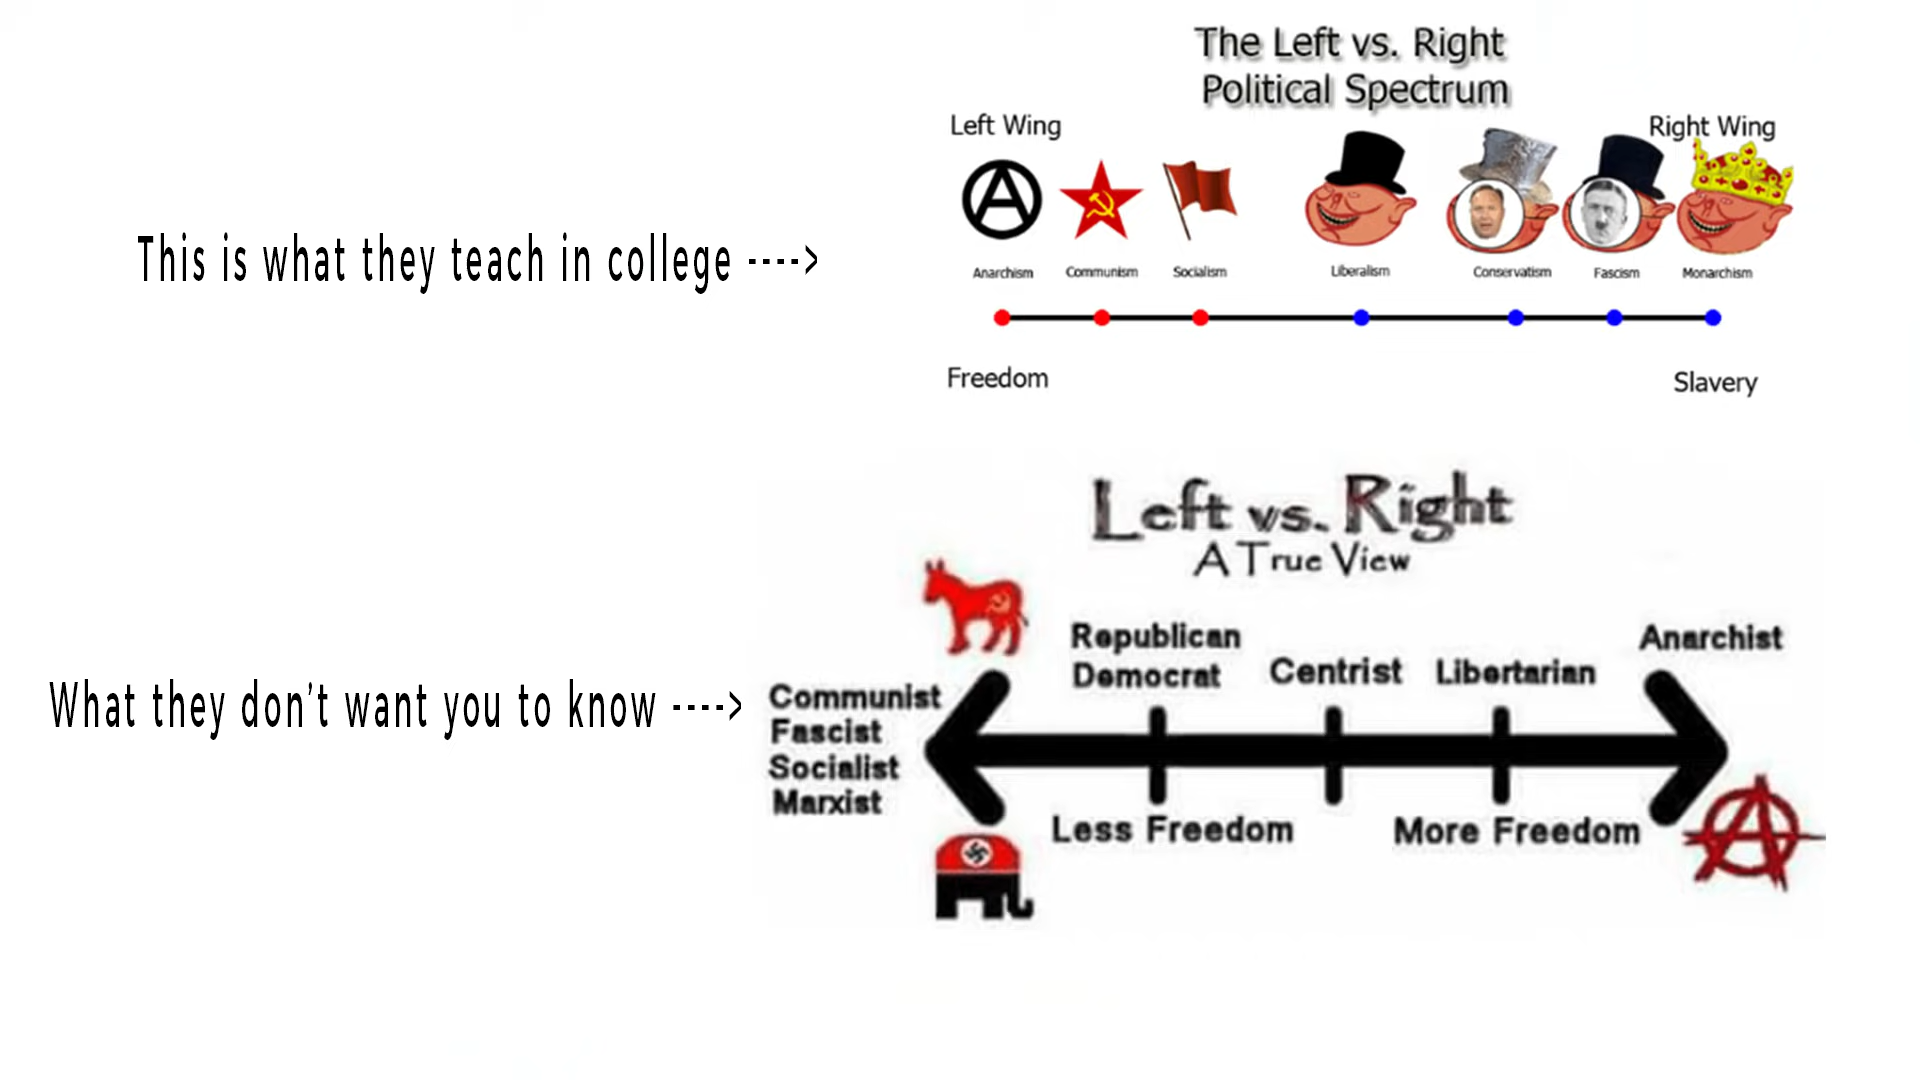 The Left vs. Right
Political Spectrum
Left Wing
Right Wing
This is what they teach in college ---->
Anarchism
Communism
Socialism
Liberalism
Conservatism
Fascism
Monarchism
Freedom
Slavery
Left vs. Right
A True View
What they don't want you to know ---->
Communist
Fascist
Socialist
Marxist
Republican
Democrat
Centrist
Libertarian
Anarchist
Less Freedom
More Freedom